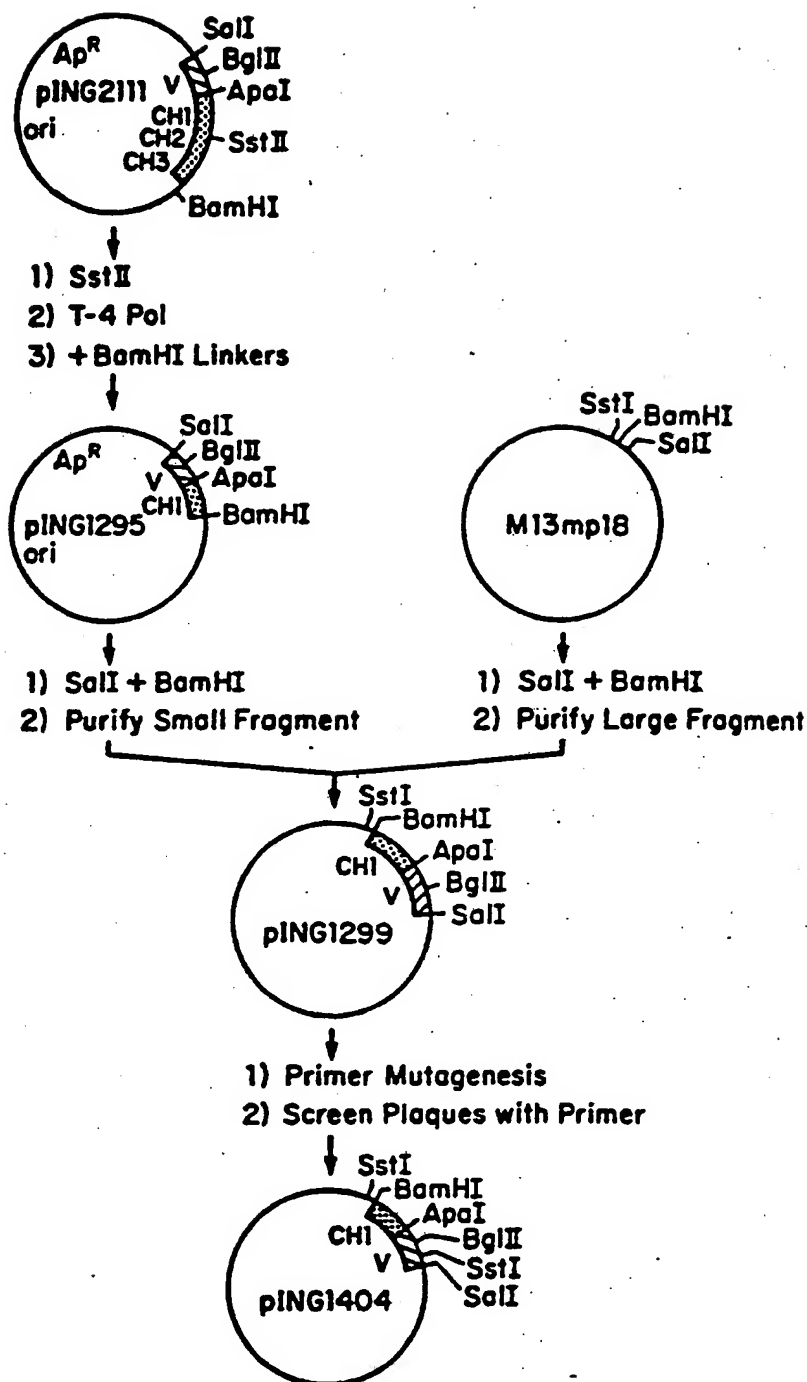 SalI
BglII
ApaI
SstII
BamHI
Ap^R
pING2111
ori
V
CH1
CH2
CH3
1) SstII
2) T-4 Pol
3) +BamHI Linkers
SalI
BglII
ApaI
BamHI
Ap^R
V
CH1
pING1295
ori
SstI
BamHI
SalI
M13mp18
1) SalI + BamHI
2) Purify Small Fragment
1) SalI + BamHI
2) Purify Large Fragment
SstI
BamHI
ApaI
BglII
SalI
CH1
V
pING1299
1) Primer Mutagenesis
2) Screen Plaques with Primer
SstI
BamHI
ApaI
BglII
SstI
SalI
CH1
V
pING1404